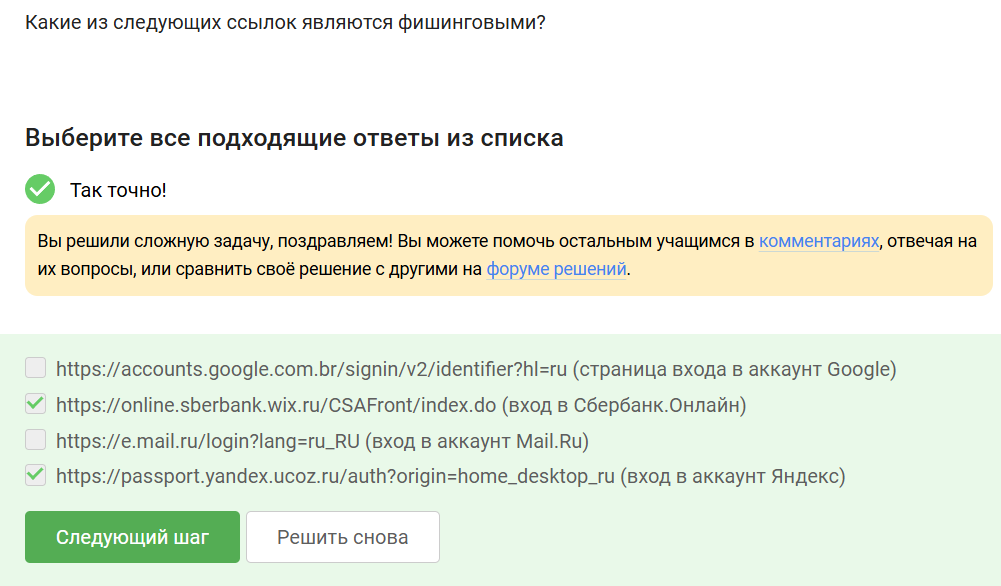 Какие из следующих ссылок являются фишинговыми?
Выберите все подходящие ответы из списка
Так точно!
Вы решили сложную задачу, поздравляем! Вы можете помочь остальным учащимся в комментариях, отвечая на
их вопросы, или сравнить своё решение с другими на форуме решений.
https://accounts.google.com.br/signin/v2/identifier?hl=ru (страница входа в аккаунт Google)
https://online.sberbank.wix.ru/CSAFront/index.do (вход в Сбербанк.Онлайн)
https://e.mail.ru/login?lang=ru_RU (вход в аккаунт Mail.Ru)
https://passport.yandex.ucoz.ru/auth?origin=home_desktop_ru (вход в аккаунт Яндекс)
Следующий шаг
Решить снова